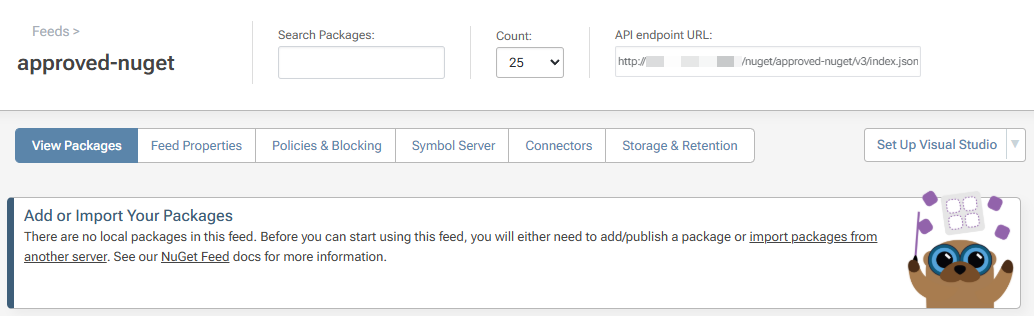 Feeds >
approved-nuget
Search Packages:
Count:
25
API endpoint URL:
http:// /nuget/approved-nuget/v3/index.json
View Packages
Feed Properties
Policies & Blocking
Symbol Server
Connectors
Storage & Retention
Set Up Visual Studio
Add or Import Your Packages
There are no local packages in this feed. Before you can start using this feed, you will either need to add/publish a package or import packages from
another server. See our NuGet Feed docs for more information.